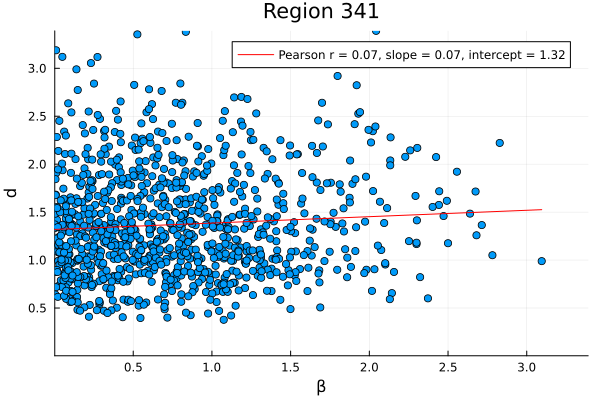 Region 341
Pearson r = 0.07, slope = 0.07, intercept = 1.32
3.0
2.5
2.0
d
1.5
1.0
0.5
0.5 1.0 1.5 2.0 2.5 3.0
β